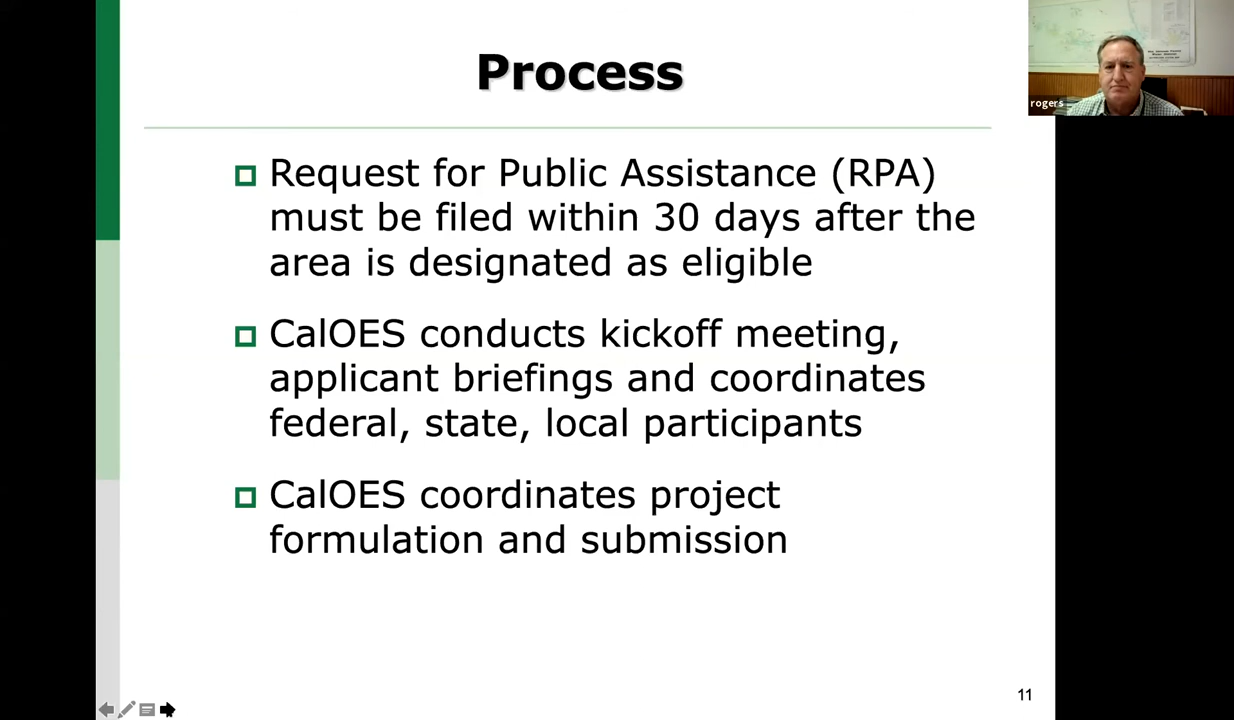 Process
Request for Public Assistance (RPA)
must be filed within 30 days after the
area is designated as eligible
CalOES conducts kickoff meeting,
applicant briefings and coordinates
federal, state, local participants
CalOES coordinates project
formulation and submission
11
rogers